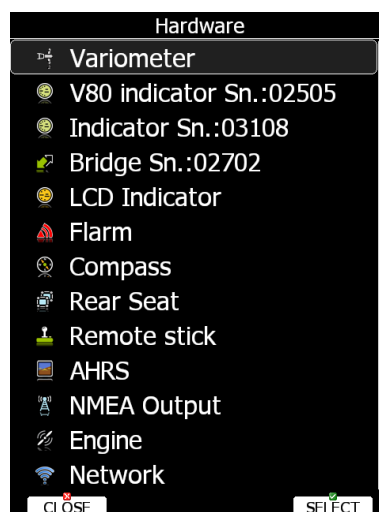 Hardware
Variometer
V80 indicator Sn.:02505
Indicator Sn.:03108
Bridge Sn.:02702
LCD Indicator
Flarm
Compass
Rear Seat
Remote stick
AHRS
NMEA Output
Engine
Network
CLOSE SELECT